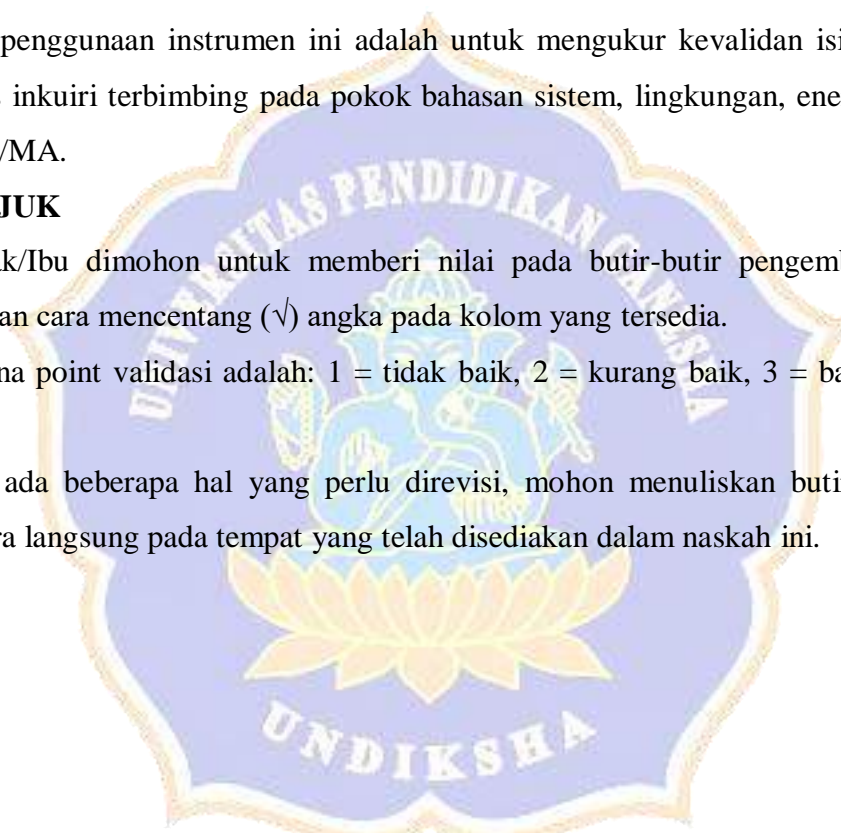 penggunaan instrumen ini adalah untuk mengukur kevalidan isi
inkuiri terbimbing pada pokok bahasan sistem, lingkungan, ene
/MA.
JUK
ak/Ibu dimohon untuk memberi nilai pada butir-butir pengemb
an cara mencentang (√) angka pada kolom yang tersedia.
na point validasi adalah: 1 = tidak baik, 2 = kurang baik, 3 = ba
ada beberapa hal yang perlu direvisi, mohon menuliskan butir
ra langsung pada tempat yang telah disediakan dalam naskah ini.
UNIVERSITAS PENDIDIKAN GANESHA
UNDIKSHA